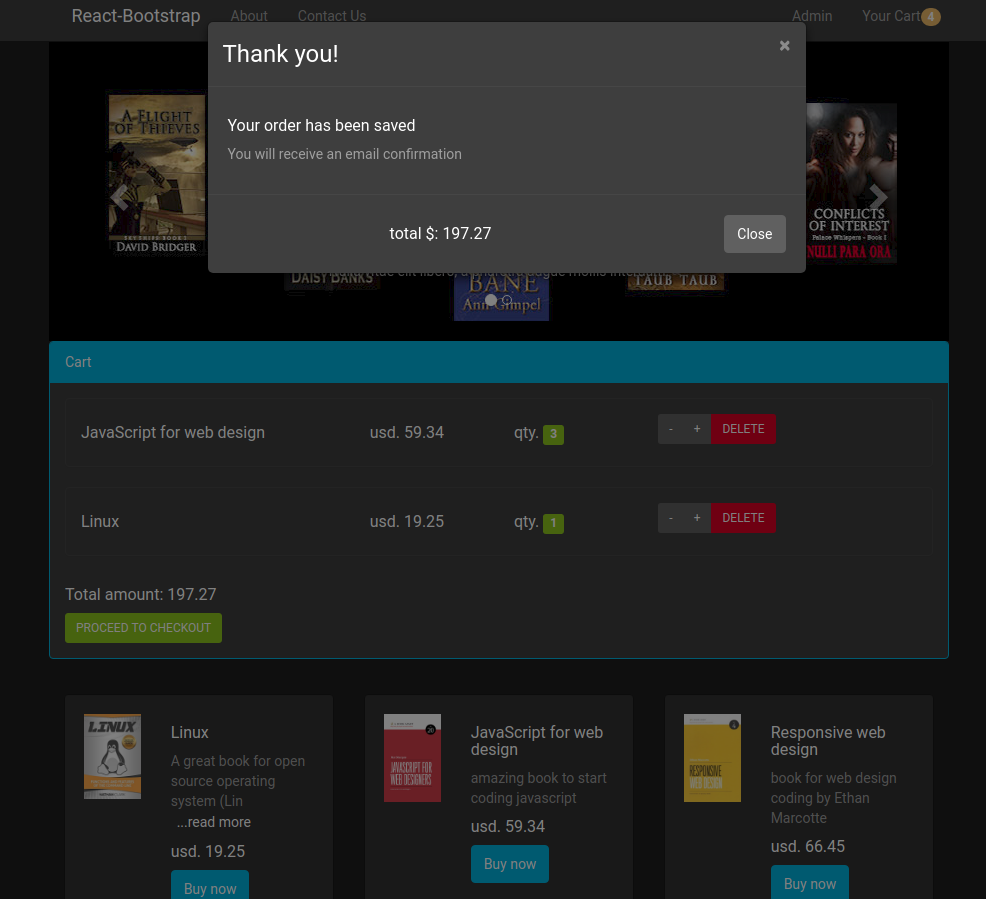 React-Bootstrap About Contact Us Admin Your Cart 4
Thank you! ×
Your order has been saved
You will receive an email confirmation
total $: 197.27 Close
A FLIGHT
OF THIEVES
DAVID BRIDGER
CONFLICTS
OF INTEREST
Palace Whispers - Book I
NULLI PARA ORA
DAISY BANKS
BANE
Ann Gimpel
TAUB TAUB
Cart
JavaScript for web design usd. 59.34 qty. 3 - + DELETE
Linux usd. 19.25 qty. 1 - + DELETE
Total amount: 197.27
PROCEED TO CHECKOUT
LINUX
Linux
A great book for open
source operating
system (Lin
...read more
usd. 19.25
Buy now
JAVASCRIPT FOR
WEB DESIGNERS
JavaScript for web
design
amazing book to start
coding javascript
usd. 59.34
Buy now
RESPONSIVE
WEB DESIGN
Responsive web
design
book for web design
coding by Ethan
Marcotte
usd. 66.45
Buy now